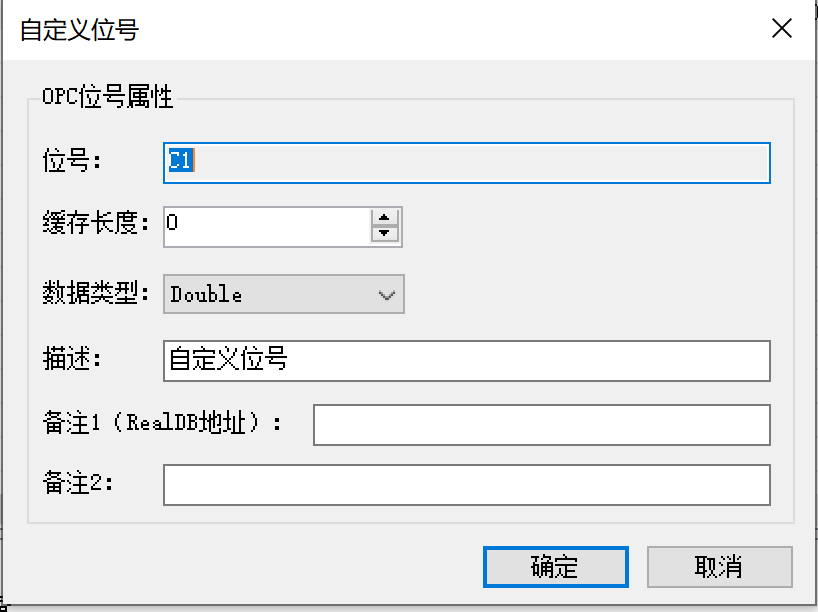 自定义位号
OPC位号属性
位号： C1
缓存长度： 0
数据类型： Double
描述： 自定义位号
备注1（RealDB地址）：
备注2：
确定 取消